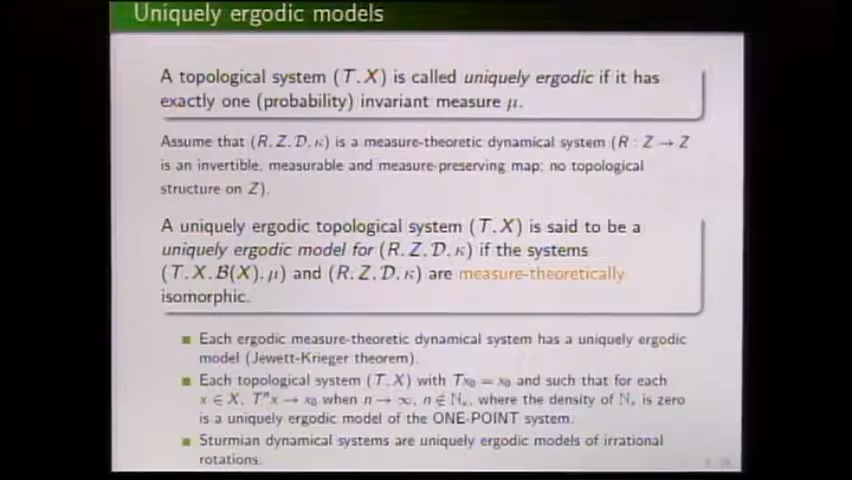 Uniquely ergodic models
A topological system (T, X) is called uniquely ergodic if it has
exactly one (probability) invariant measure μ.
Assume that (R, Z, D, κ) is a measure-theoretic dynamical system (R : Z → Z
is an invertible, measurable and measure-preserving map; no topological
structure on Z).
A uniquely ergodic topological system (T, X) is said to be a
uniquely ergodic model for (R, Z, D, κ) if the systems
(T, X, B(X), μ) and (R, Z, D, κ) are measure-theoretically
isomorphic.
Each ergodic measure-theoretic dynamical system has a uniquely ergodic
model (Jewett-Krieger theorem).
Each topological system (T, X) with Tx₀ = x₀ and such that for each
x ∈ X, Tⁿx → x₀ when n → ∞, n ∉ Nₓ, where the density of Nₓ is zero
is a uniquely ergodic model of the ONE-POINT system.
Sturmian dynamical systems are uniquely ergodic models of irrational
rotations.